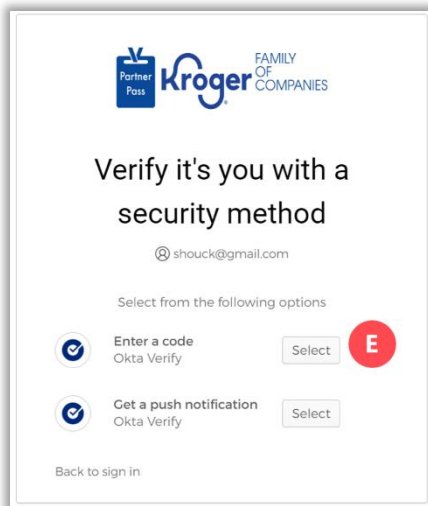 Partner
Pass
Kroger
FAMILY
OF
COMPANIES
Verify it's you with a
security method
shouck@gmail.com
Select from the following options
Enter a code
Okta Verify
Select
E
Get a push notification
Okta Verify
Select
Back to sign in